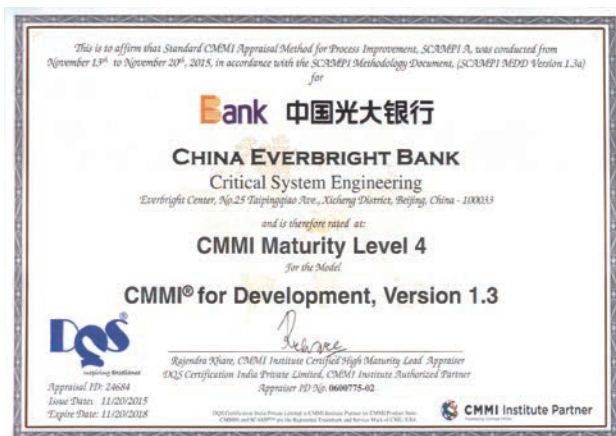 This is to affirm that Standard CMMI Appraisal Method for Process Improvement, SCAMPI A, was conducted from
November 13th to November 20th, 2015, in accordance with the SCAMPI Methodology Document, (SCAMPI MDD Version 1.3a)
for
Bank 中国光大银行
CHINA EVERBRIGHT BANK
Critical System Engineering
Everbright Center, No.25 Taipingqiao Ave., Xicheng District, Beijing, China - 100033
and is therefore rated at:
CMMI Maturity Level 4
For the Model
CMMI® for Development, Version 1.3
DQS®
Inspiring Excellence
Rajendra Khare, CMMI Institute Certified High Maturity Lead Appraiser
DQS Certification India Private Limited, CMMI Institute Authorized Partner
Appraiser ID No. 0600775-02
Appraisal ID: 24684
Issue Date: 11/20/2015
Expire Date: 11/20/2018
CMMI Institute Partner